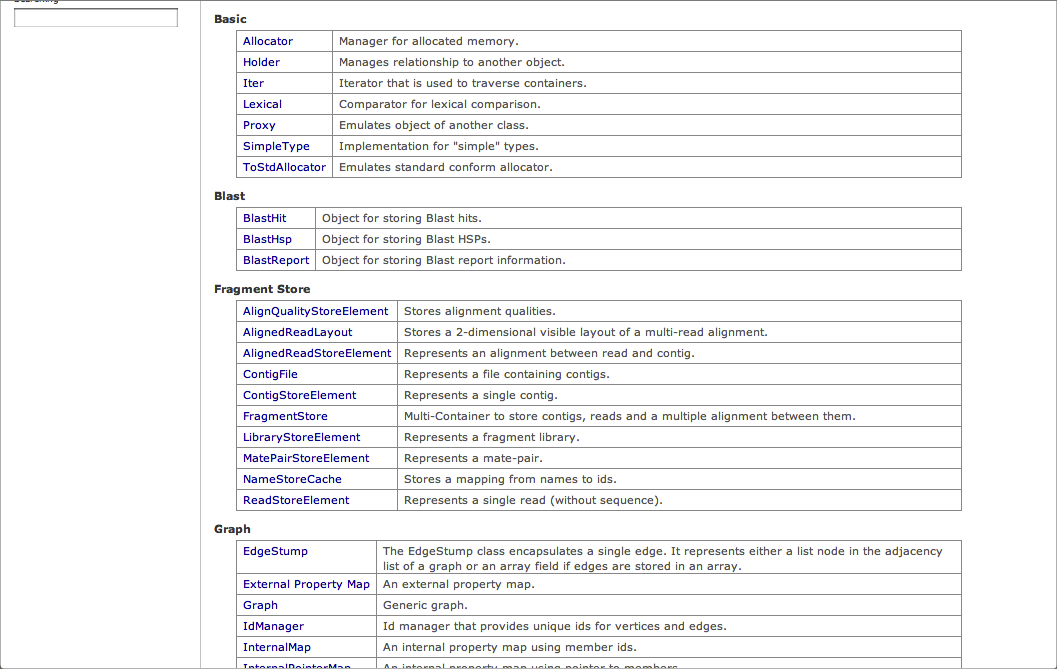 Basic
Allocator Manager for allocated memory.
Holder Manages relationship to another object.
Iter Iterator that is used to traverse containers.
Lexical Comparator for lexical comparison.
Proxy Emulates object of another class.
SimpleType Implementation for "simple" types.
ToStdAllocator Emulates standard conform allocator.
Blast
BlastHit Object for storing Blast hits.
BlastHsp Object for storing Blast HSPs.
BlastReport Object for storing Blast report information.
Fragment Store
AlignQualityStoreElement Stores alignment qualities.
AlignedReadLayout Stores a 2-dimensional visible layout of a multi-read alignment.
AlignedReadStoreElement Represents an alignment between read and contig.
ContigFile Represents a file containing contigs.
ContigStoreElement Represents a single contig.
FragmentStore Multi-Container to store contigs, reads and a multiple alignment between them.
LibraryStoreElement Represents a fragment library.
MatePairStoreElement Represents a mate-pair.
NameStoreCache Stores a mapping from names to ids.
ReadStoreElement Represents a single read (without sequence).
Graph
EdgeStump The EdgeStump class encapsulates a single edge. It represents either a list node in the adjacency
list of a graph or an array field if edges are stored in an array.
External Property Map An external property map.
Graph Generic graph.
IdManager Id manager that provides unique ids for vertices and edges.
InternalMap An internal property map using member ids.
InternalPointerMap An internal property map using pointer to members.